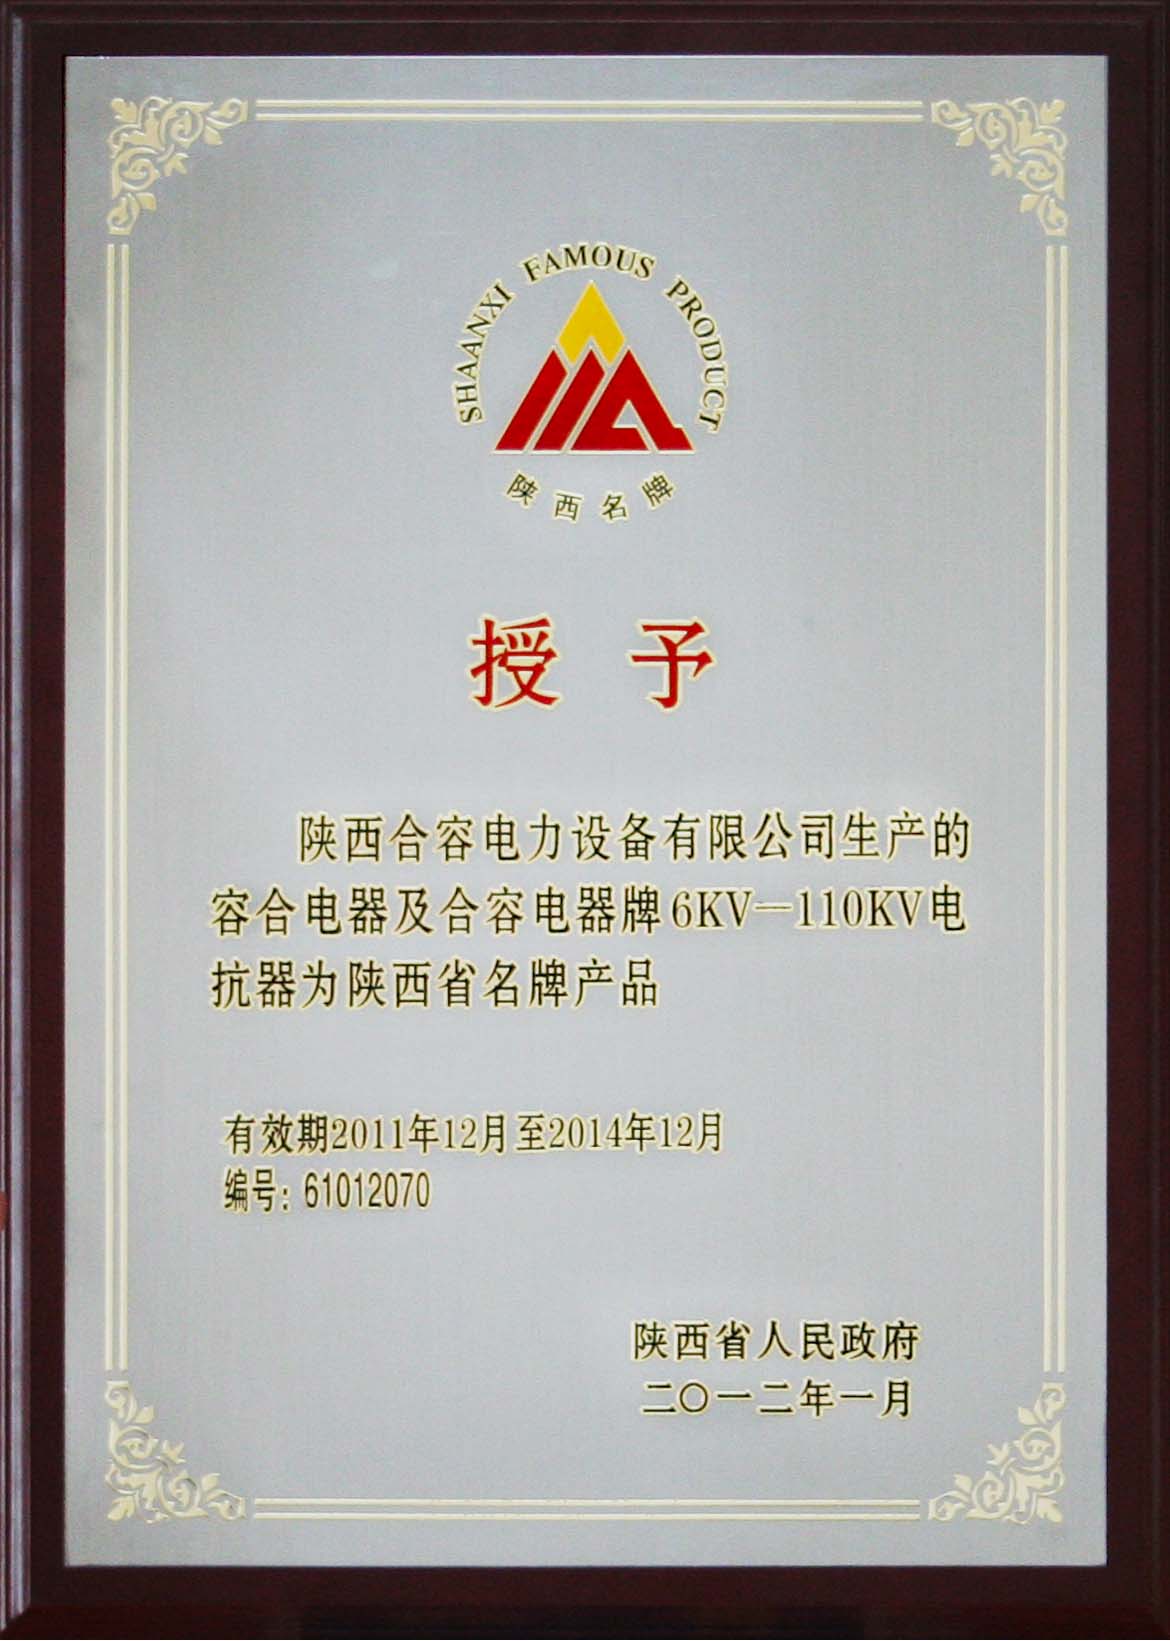 SHAANXI FAMOUS PRODUCT
陕西名牌
授予
陕西合容电力设备有限公司生产的
容合电器及合容电器牌6KV—110KV电
抗器为陕西省名牌产品
有效期2011年12月至2014年12月
编号：61012070
陕西省人民政府
二〇一二年一月